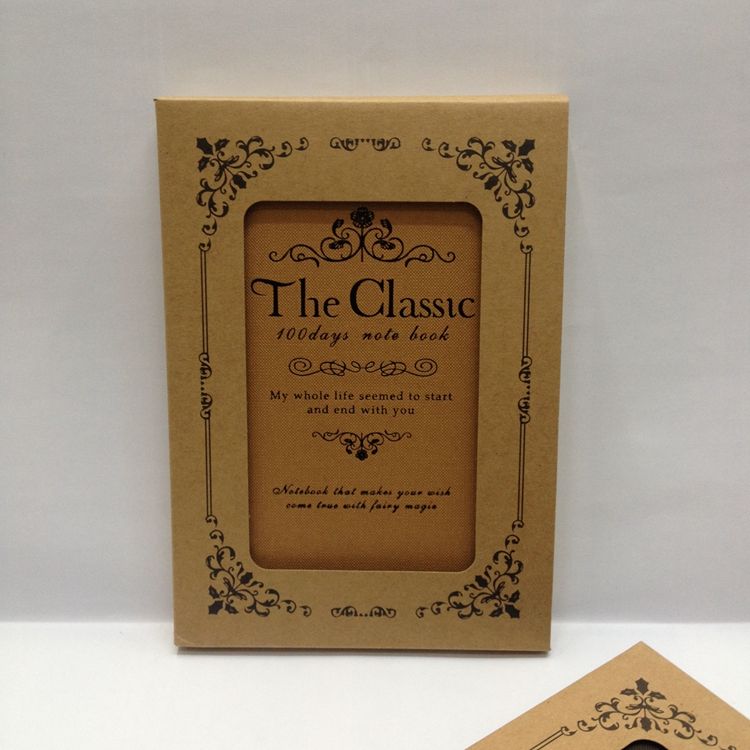 The Classic
100days note book
My whole life seemed to start
and end with you
Notebook that makes your wish
come true with fairy magic